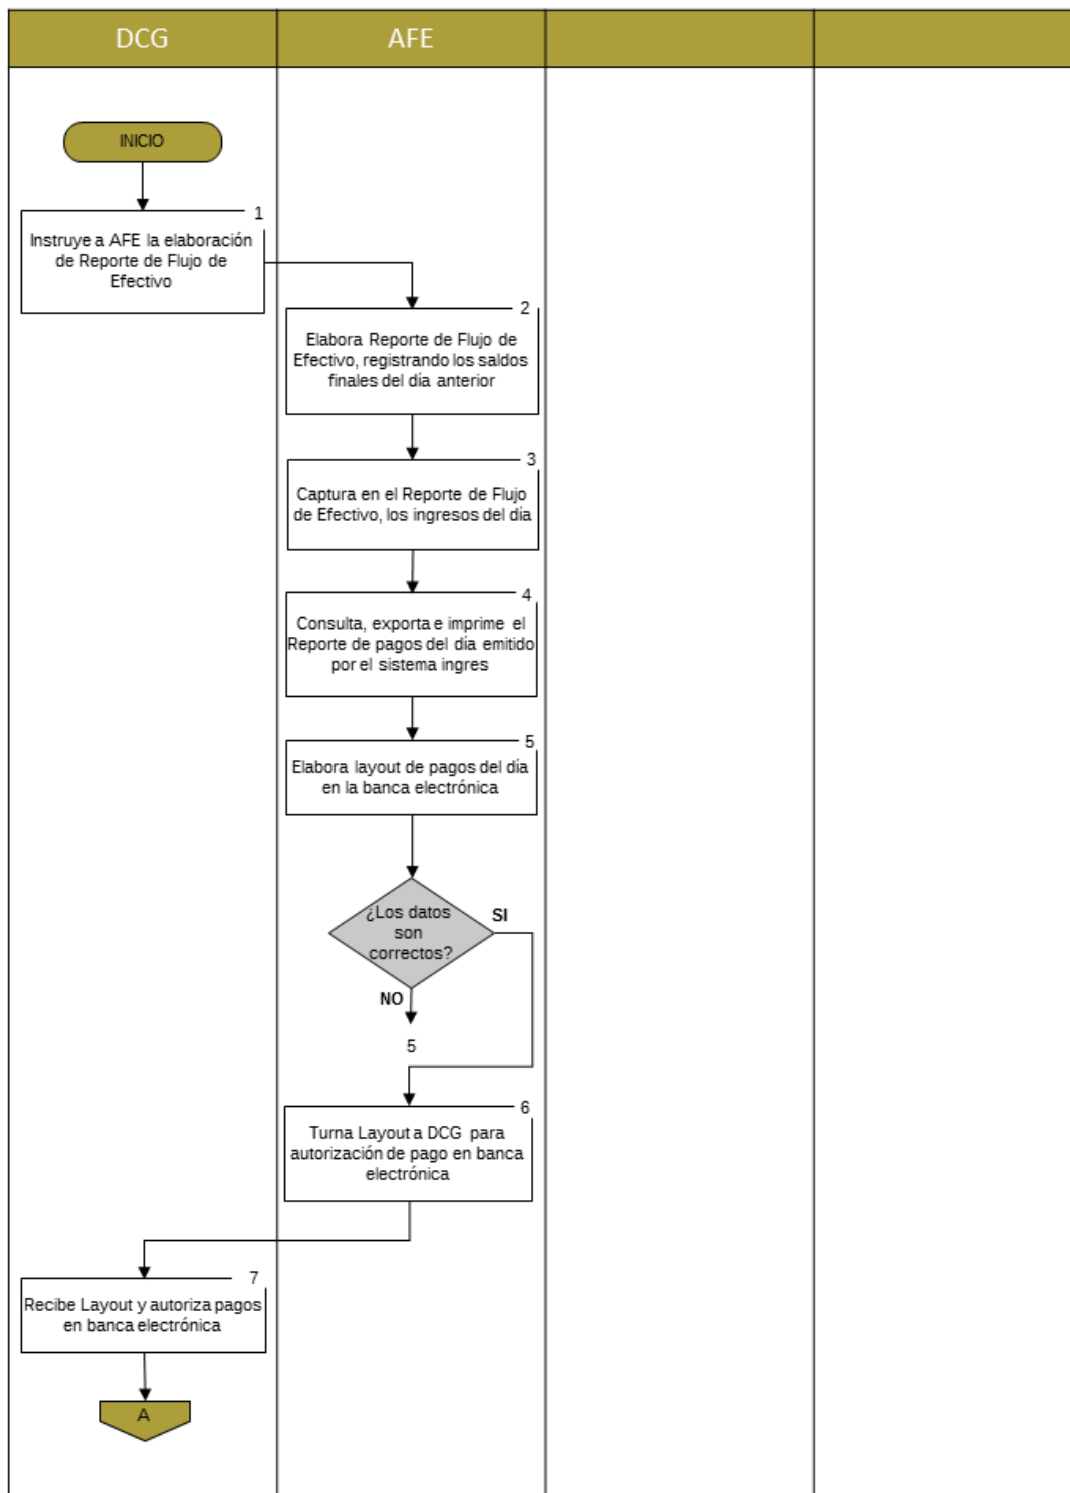 DCG
AFE
INICIO
1
Instruye a AFE la elaboración
de Reporte de Flujo de
Efectivo
2
Elabora Reporte de Flujo de
Efectivo, registrando los saldos
finales del día anterior
3
Captura en el Reporte de Flujo
de Efectivo, los ingresos del día
4
Consulta, exporta e imprime el
Reporte de pagos del día emitido
por el sistema ingres
5
Elabora layout de pagos del día
en la banca electrónica
¿Los datos
son
correctos?
SI
NO
5
6
Turna Layout a DCG para
autorización de pago en banca
electrónica
7
Recibe Layout y autoriza pagos
en banca electrónica
A